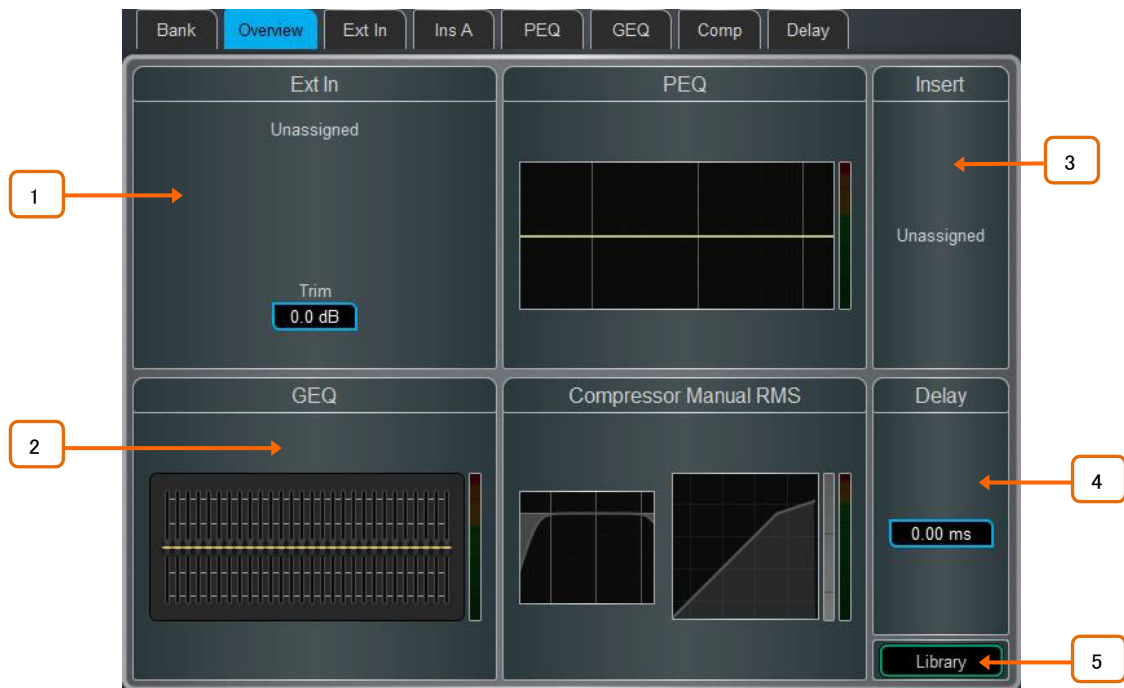 Bank Overview Ext In Ins A PEQ GEQ Comp Delay
Ext In
Unassigned
Trim
0.0 dB
PEQ
Insert
Unassigned
GEQ
Compressor Manual RMS
Delay
0.00 ms
Library
1
2
3
4
5